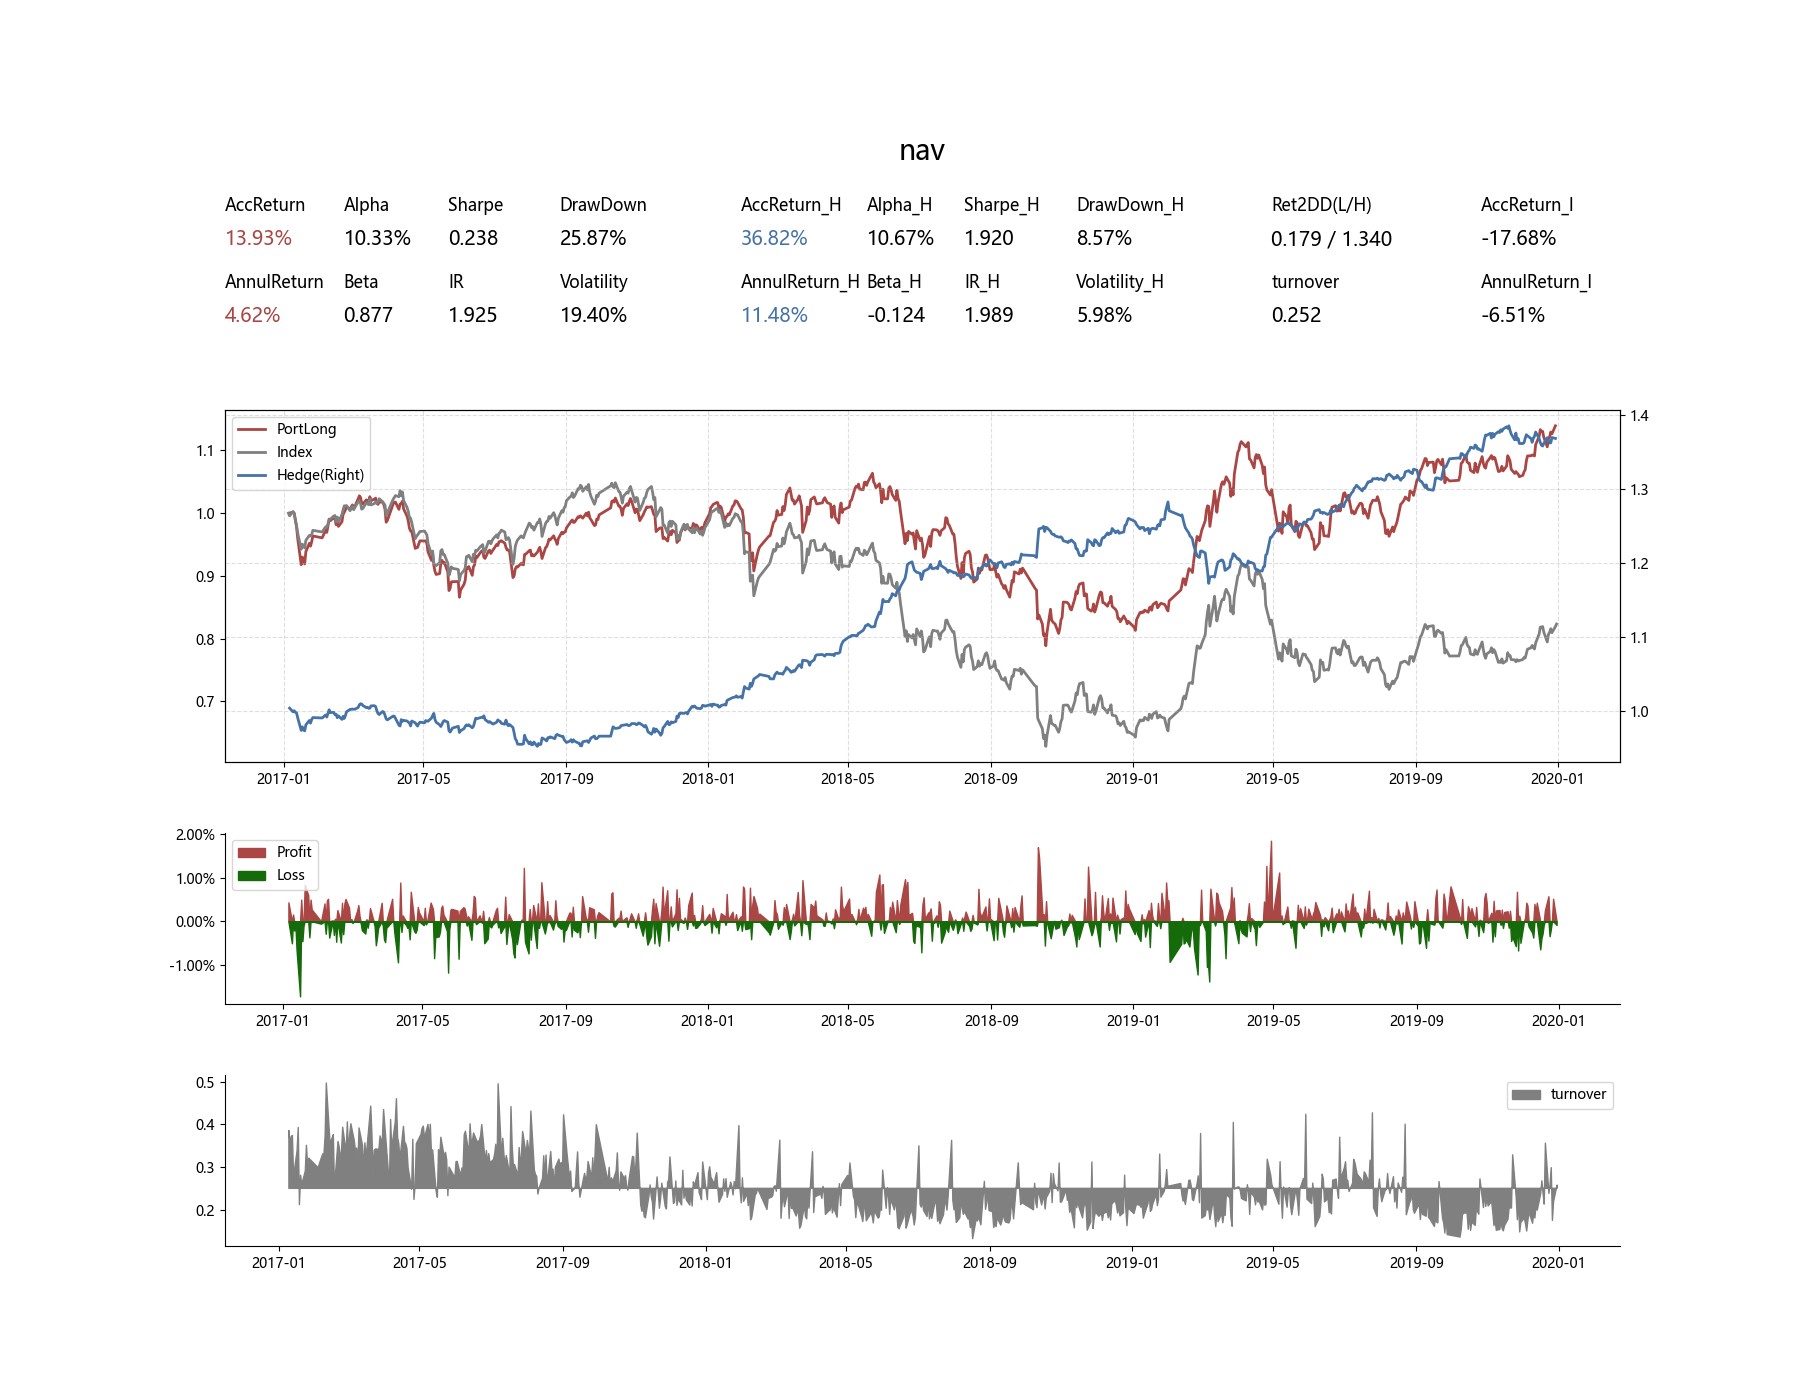 nav
AccReturn Alpha Sharpe DrawDown AccReturn_H Alpha_H Sharpe_H DrawDown_H Ret2DD(L/H) AccReturn_I
13.93% 10.33% 0.238 25.87% 36.82% 10.67% 1.920 8.57% 0.179 / 1.340 -17.68%
AnnulReturn Beta IR Volatility AnnulReturn_H Beta_H IR_H Volatility_H turnover AnnulReturn_I
4.62% 0.877 1.925 19.40% 11.48% -0.124 1.989 5.98% 0.252 -6.51%
PortLong
Index
Hedge(Right)
1.1
1.0
0.9
0.8
0.7
1.4
1.3
1.2
1.1
1.0
2017-01 2017-05 2017-09 2018-01 2018-05 2018-09 2019-01 2019-05 2019-09 2020-01
Profit
Loss
2.00%
1.00%
0.00%
-1.00%
2017-01 2017-05 2017-09 2018-01 2018-05 2018-09 2019-01 2019-05 2019-09 2020-01
turnover
0.5
0.4
0.3
0.2
2017-01 2017-05 2017-09 2018-01 2018-05 2018-09 2019-01 2019-05 2019-09 2020-01